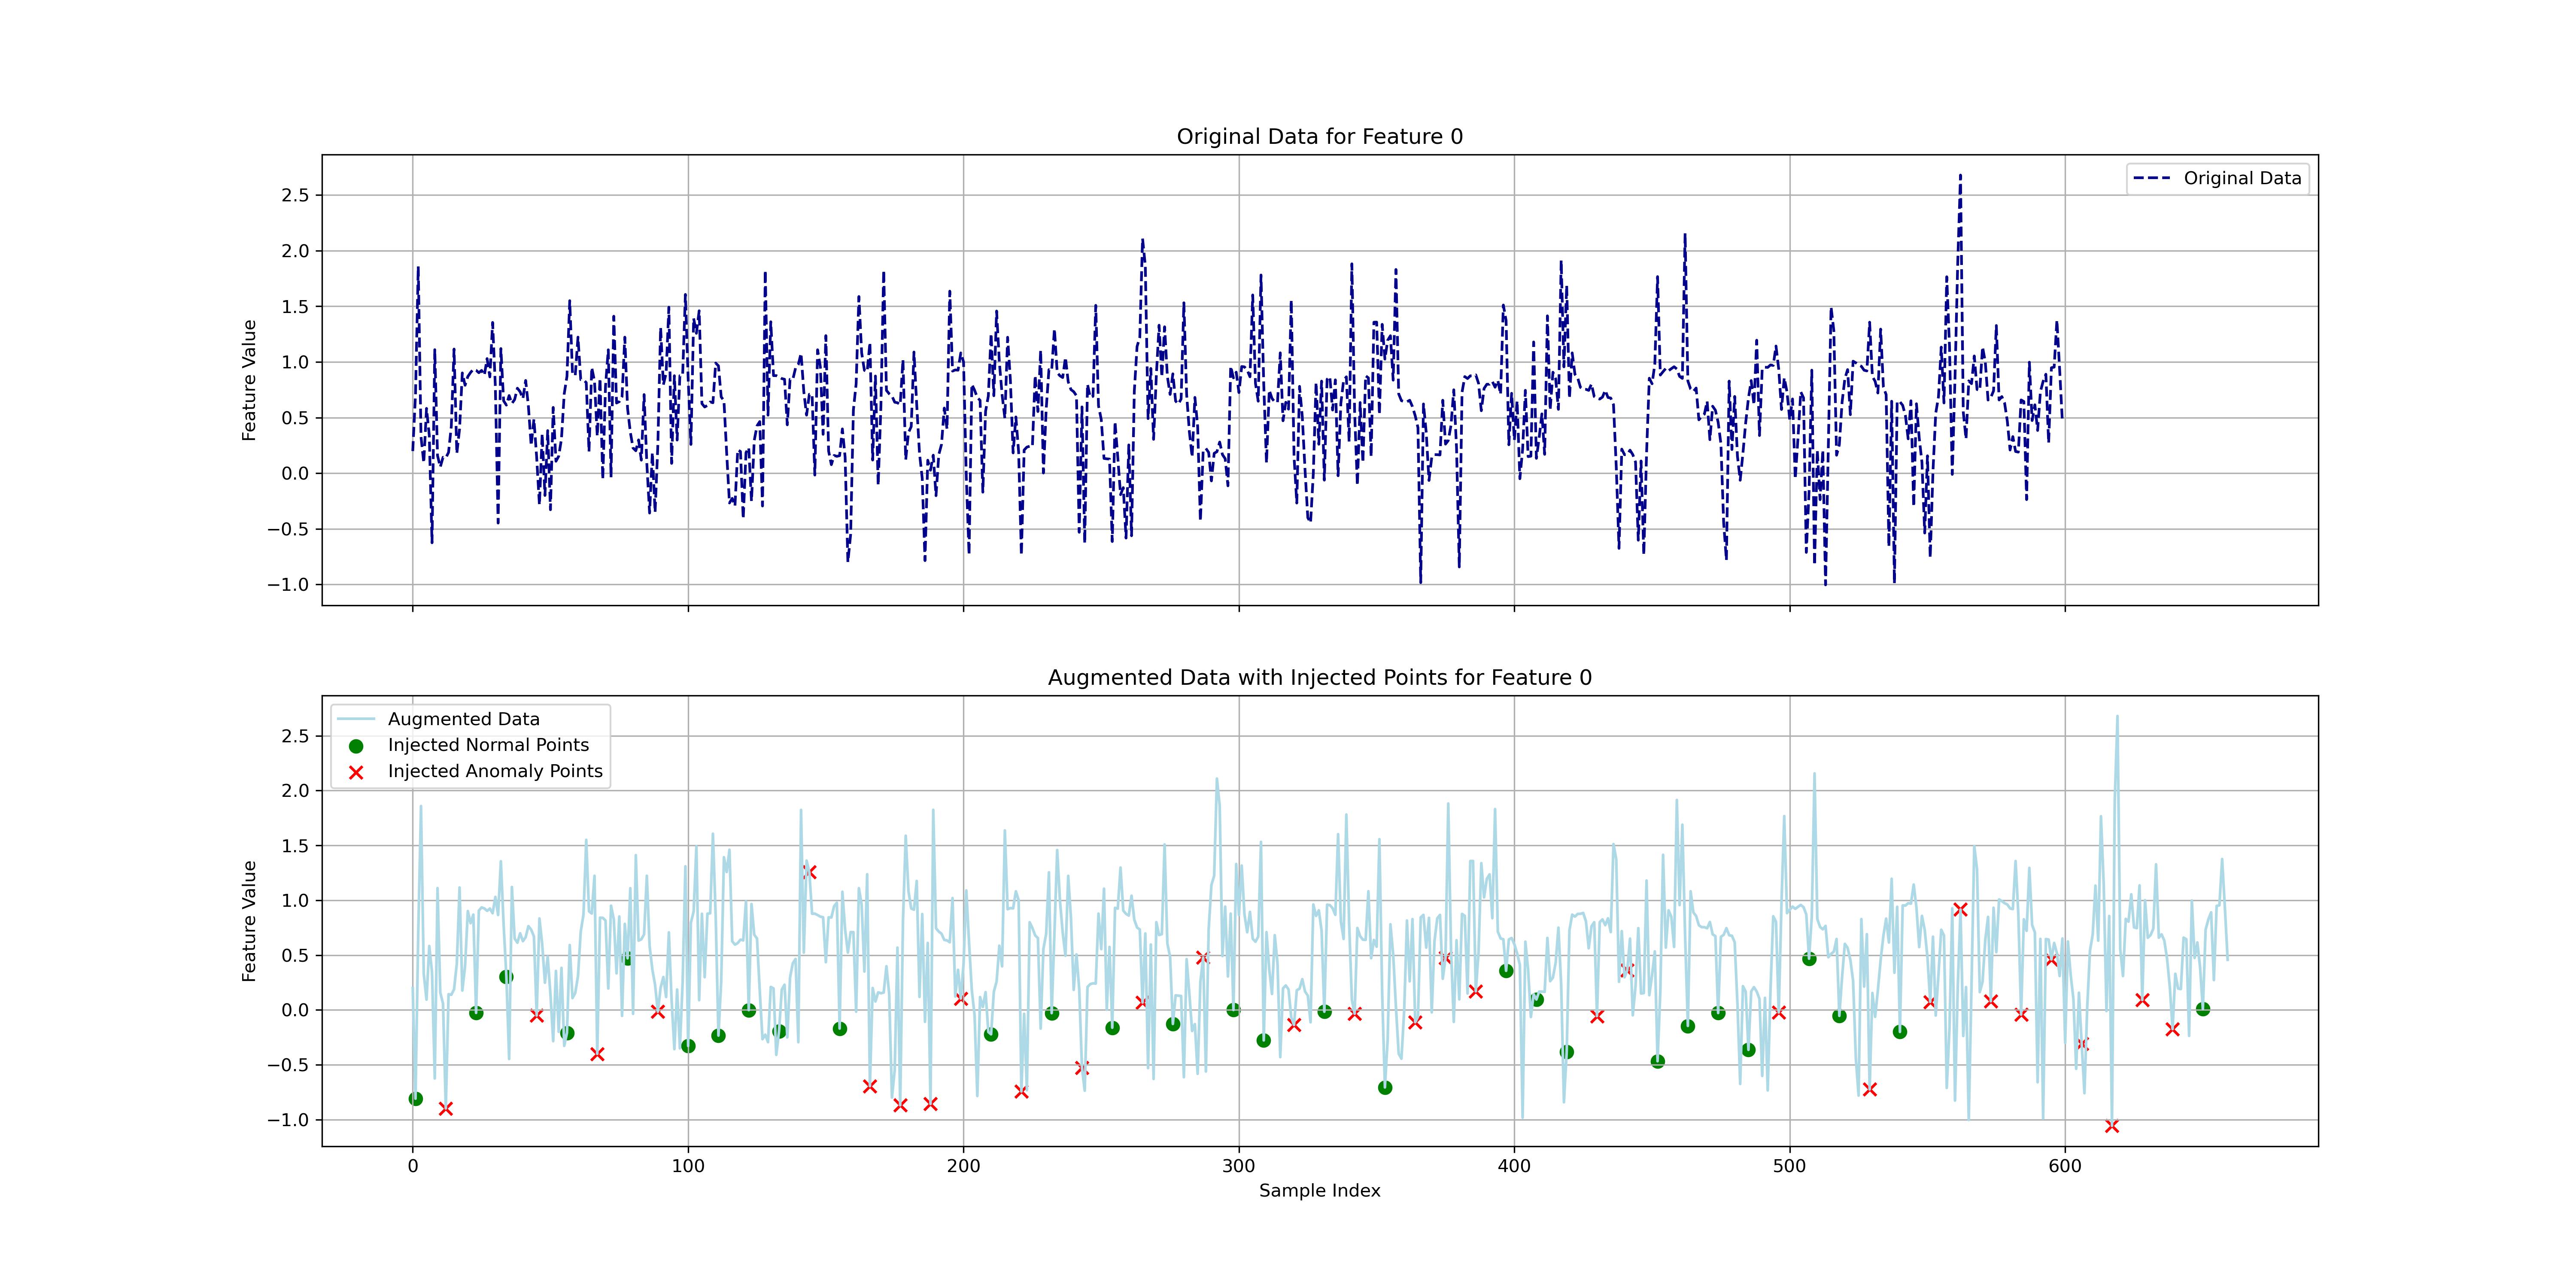 Original Data for Feature 0
Original Data
Feature Value
2.5
2.0
1.5
1.0
0.5
0.0
−0.5
−1.0
Augmented Data with Injected Points for Feature 0
Augmented Data
Injected Normal Points
Injected Anomaly Points
Feature Value
2.5
2.0
1.5
1.0
0.5
0.0
−0.5
−1.0
0 100 200 300 400 500 600
Sample Index